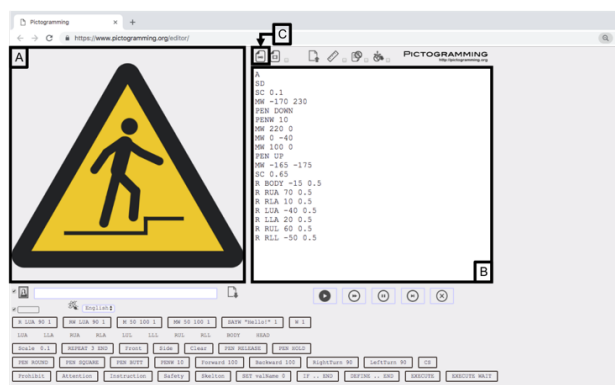 Pictogramming × +
https://www.pictogramming.org/editor/
C
A
PICTOGRAMMING
http://pictogramming.org
A
SD
SC 0.1
MW -170 230
PEN DOWN
PENW 10
MW 220 0
MW 0 -40
MW 100 0
PEN UP
MW -165 -175
SC 0.65
R BODY -15 0.5
R RUA 70 0.5
R RLA 10 0.5
R LUA -40 0.5
R LLA 20 0.5
R RUL 60 0.5
R RLL -50 0.5
B
English
R LUA 90 1 RW LUA 90 1 M 50 100 1 MW 50 100 1 SAYW "Hello!" 1 W 1
LUA LLA RUA RLA LUL LLL RUL RLL BODY HEAD
Scale 0.1 REPEAT 3 END Front Side Clear PEN RELEASE PEN HOLD
PEN ROUND PEN SQUARE PEN BUTT PENW 10 Forward 100 Backward 100 RightTurn 90 LeftTurn 90 CS
Prohibit Attention Instruction Safety Skelton SET valName 0 IF .. END DEFINE .. END EXECUTE EXECUTE WAIT